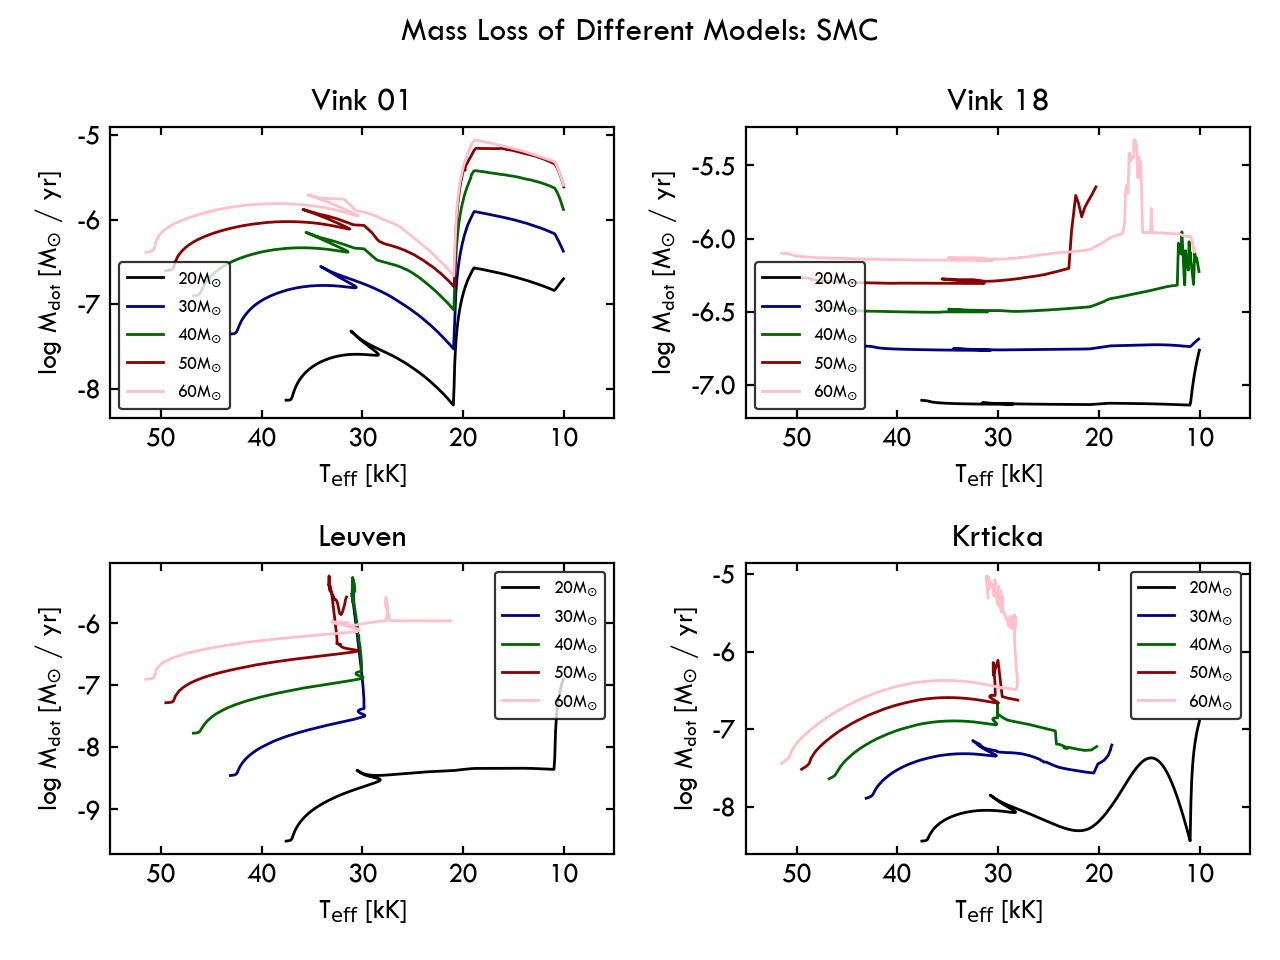 Mass Loss of Different Models: SMC
Vink 01
-5
-6
-7
-8
log M_dot [M⊙ / yr]
20M⊙
30M⊙
40M⊙
50M⊙
60M⊙
50 40 30 20 10
T_eff [kK]
Vink 18
-5.5
-6.0
-6.5
-7.0
log M_dot [M⊙ / yr]
20M⊙
30M⊙
40M⊙
50M⊙
60M⊙
50 40 30 20 10
T_eff [kK]
Leuven
-6
-7
-8
-9
log M_dot [M⊙ / yr]
20M⊙
30M⊙
40M⊙
50M⊙
60M⊙
50 40 30 20 10
T_eff [kK]
Krticka
-5
-6
-7
-8
log M_dot [M⊙ / yr]
20M⊙
30M⊙
40M⊙
50M⊙
60M⊙
50 40 30 20 10
T_eff [kK]